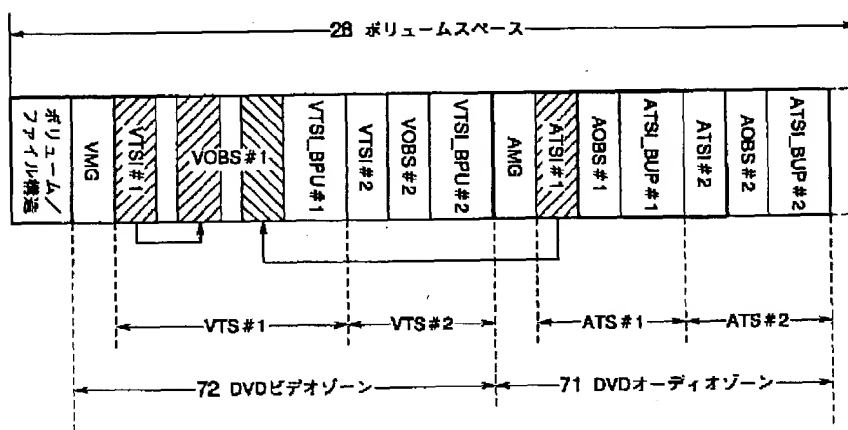 28 ボリュームスペース
ボリューム/
ファイル構造
VMG
VTSI#1
VOBS#1
VTSI_BPU#1
VTSI#2
VOBS#2
VTSI_BPU#2
AMG
ATSI#1
AOBS#1
ATSI_BUP#1
ATSI#2
AOBS#2
ATSI_BUP#2
VTS#1
VTS#2
ATS#1
ATS#2
72 DVDビデオゾーン
71 DVDオーディオゾーン